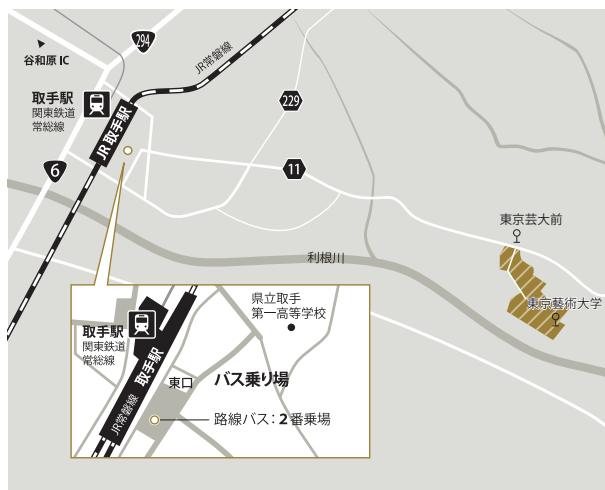 294
谷和原 IC
JR常磐線
取手駅
関東鉄道
常総線
JR 取手駅
229
11
6
東京芸大前
利根川
東京藝術大学
県立取手
第一高等学校
取手駅
関東鉄道
常総線
取手駅
JR常磐線
東口
バス乗り場
路線バス：2番乗場